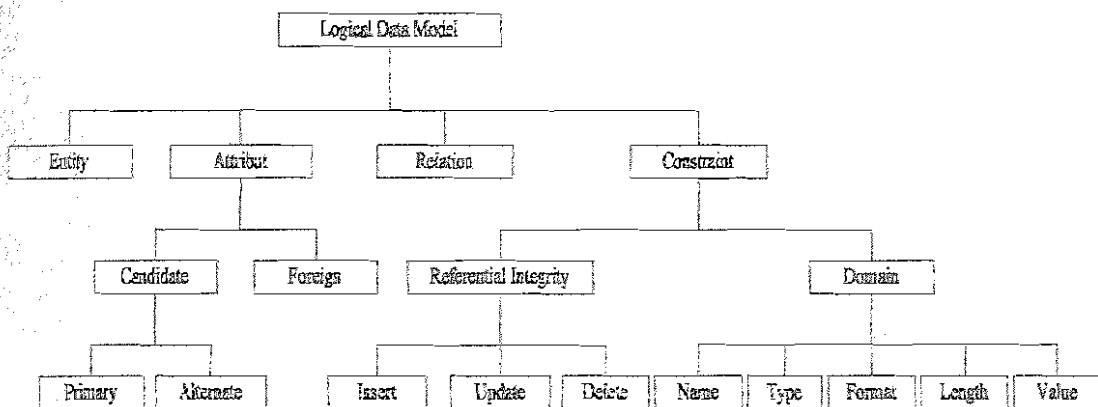 Logical Data Model
Entity Attribut Relation Constraint
Candidate Foreign Referential Integrity Domain
Primary Alternate Insert Update Delete Name Type Format Length Value